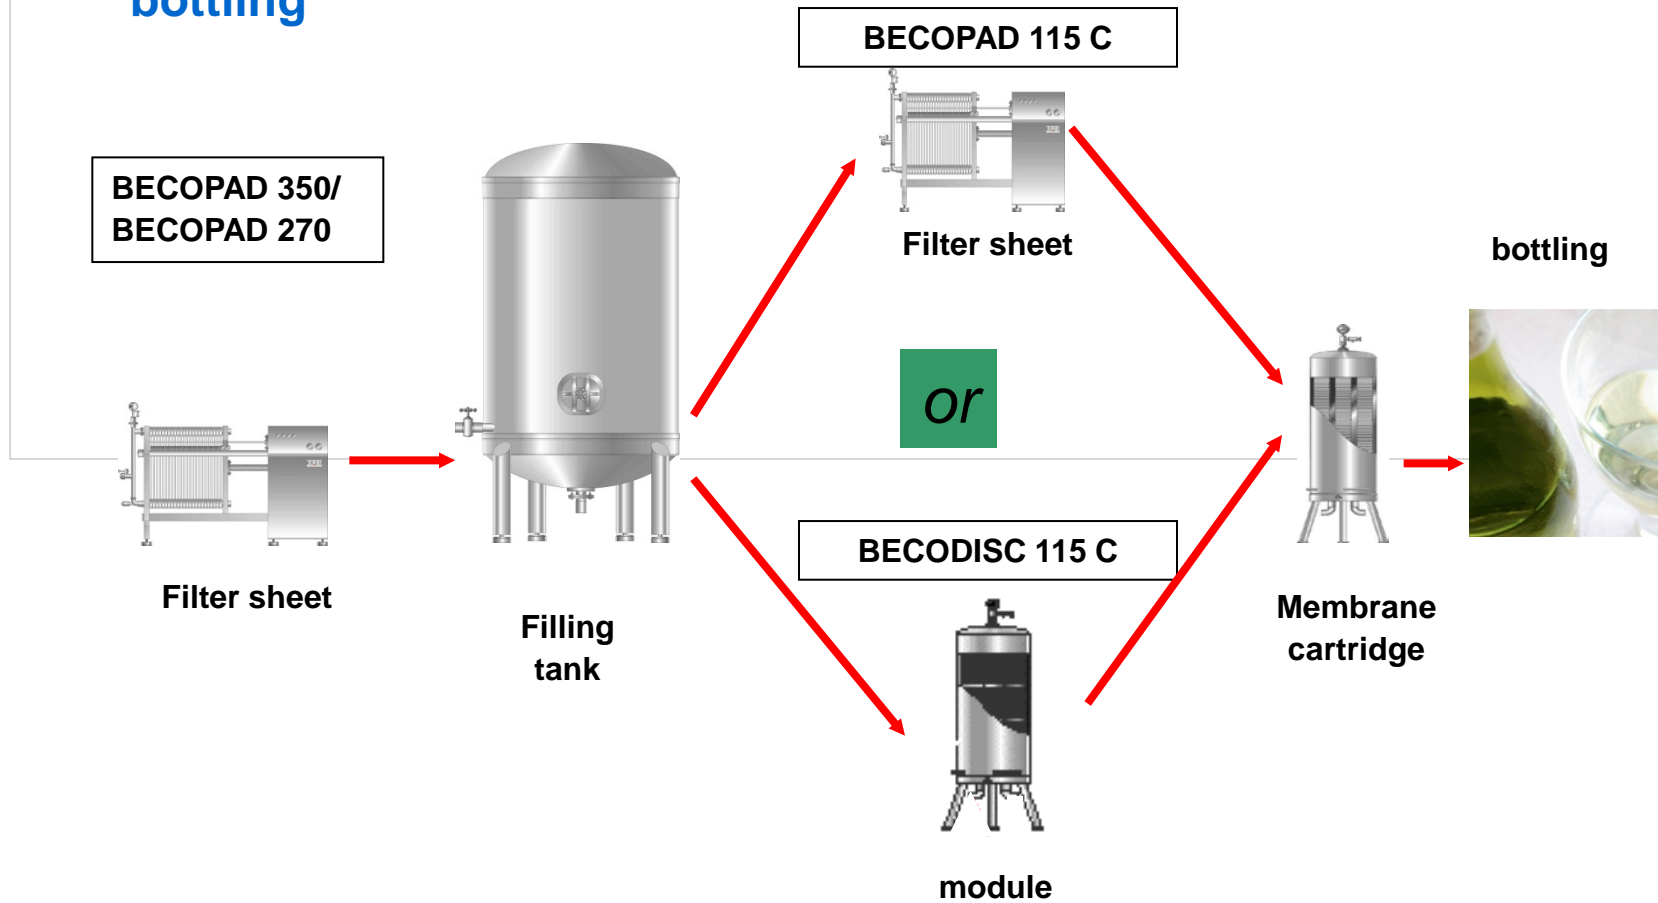 bottling
BECOPAD 115 C
BECOPAD 350/
BECOPAD 270
Filter sheet
bottling
or
BECODISC 115 C
Filter sheet
Filling
tank
Membrane
cartridge
module